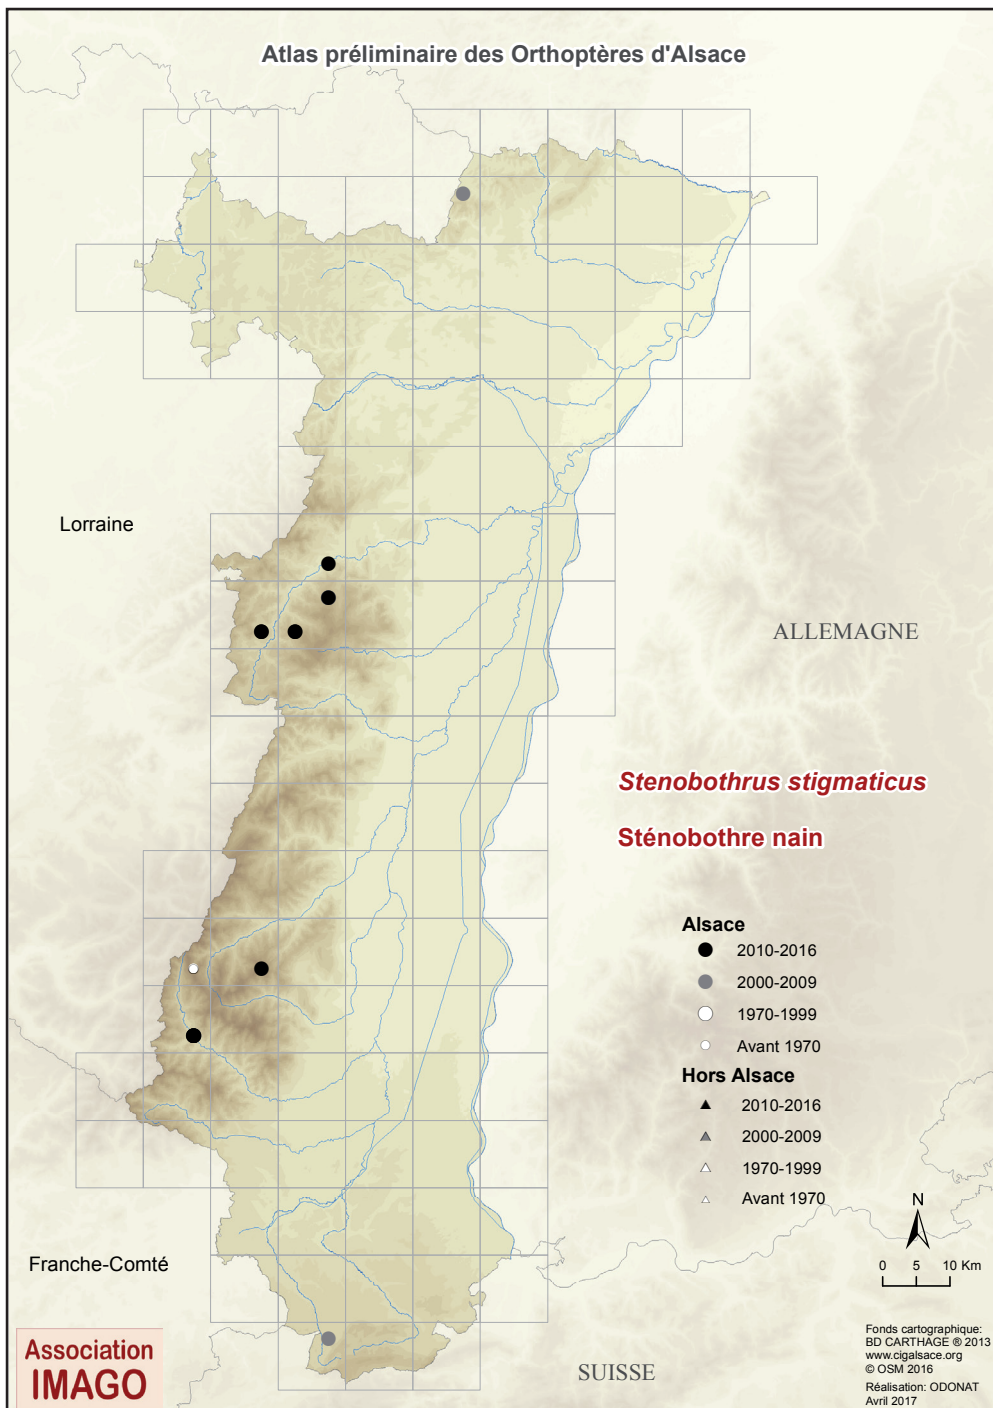 Atlas préliminaire des Orthoptères d'Alsace
Lorraine
ALLEMAGNE
Stenobothrus stigmaticus
Sténobothre nain
Alsace
2010-2016
2000-2009
1970-1999
Avant 1970
Hors Alsace
2010-2016
2000-2009
1970-1999
Avant 1970
N
0 5 10 Km
Franche-Comté
SUISSE
Association
IMAGO
Fonds cartographique:
BD CARTHAGE ® 2013
www.cigalsace.org
© OSM 2016
Réalisation: ODONAT
Avril 2017